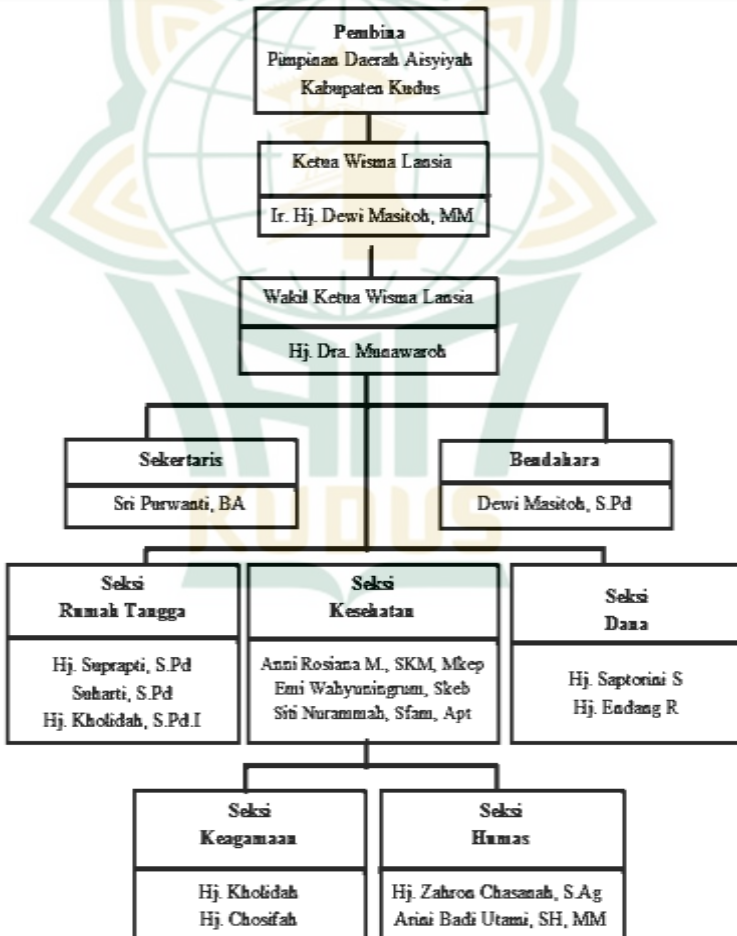 Pembina
Pimpinan Daerah Aisyiyah
Kabupaten Kudus
Ketua Wisma Lansia
Ir. Hj. Dewi Masitoh, MM
Wakil Ketua Wisma Lansia
Hj. Dra. Munawaroh
Sekertaris
Sri Purwanti, BA
Bendahara
Dewi Masitoh, S.Pd
KUDUS
Seksi
Rumah Tangga
Hj. Suprapti, S.Pd
Suharti, S.Pd
Hj. Kholidah, S.Pd.I
Seksi
Kesehatan
Anni Rosiana M., SKM, Mkep
Emi Wahyuningrum, Skeb
Siti Nurammah, Sfam, Apt
Seksi
Dana
Hj. Saptorini S
Hj. Endang R
Seksi
Keagamaan
Hj. Kholidah
Hj. Chosifah
Seksi
Humas
Hj. Zahron Chasanah, S.Ag
Arini Badi Utami, SH, MM